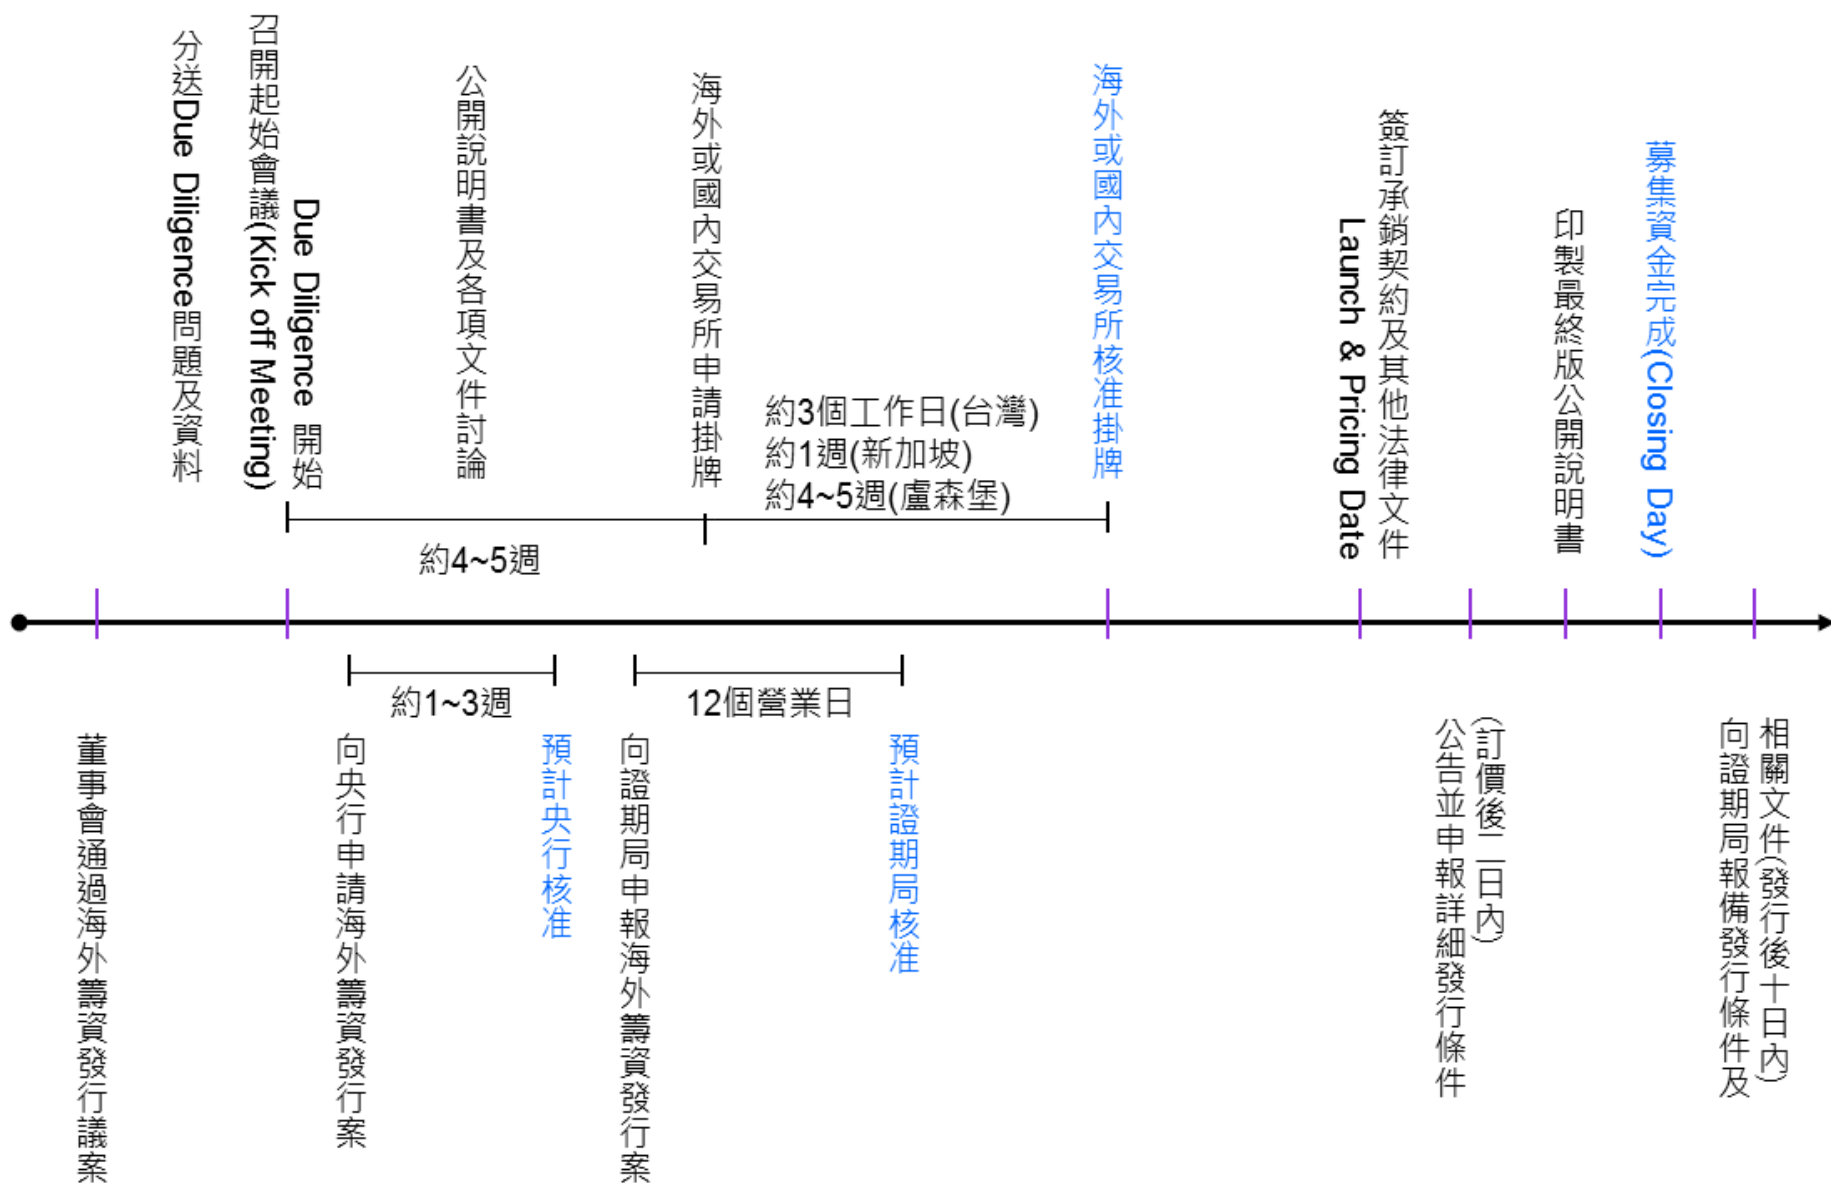 分送Due Diligence問題及資料
召開起始會議(Kick off Meeting)
Due Diligence 開始
公開說明書及各項文件討論
海外或國內交易所申請掛牌
約3個工作日(台灣)
約1週(新加坡)
約4~5週(盧森堡)
海外或國內交易所核准掛牌
Launch & Pricing Date
簽訂承銷契約及其他法律文件
印製最終版公開說明書
募集資金完成(Closing Day)
約4~5週
約1~3週
12個營業日
董事會通過海外籌資發行議案
向央行申請海外籌資發行案
預計央行核准
向證期局申報海外籌資發行案
預計證期局核准
公告並申報詳細發行條件
(訂價後二日內)
向證期局報備發行條件及
相關文件(發行後十日內)